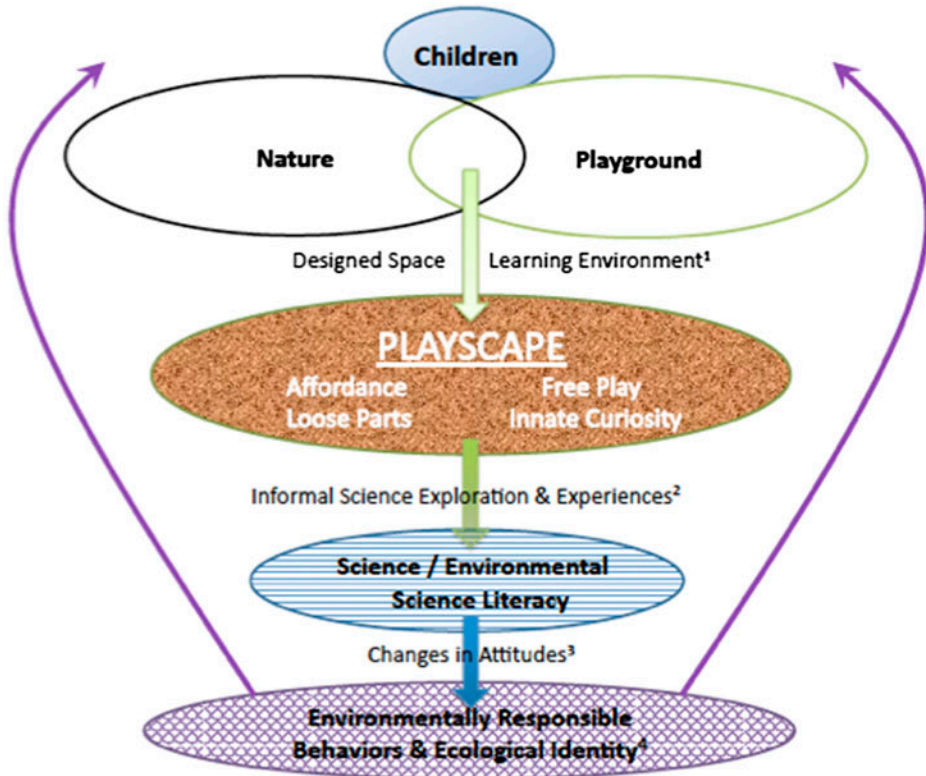 Children
Nature Playground
Designed Space Learning Environment¹
PLAYSCAPE
Affordance Free Play
Loose Parts Innate Curiosity
Informal Science Exploration & Experiences²
Science / Environmental
Science Literacy
Changes in Attitudes³
Environmentally Responsible
Behaviors & Ecological Identity⁴